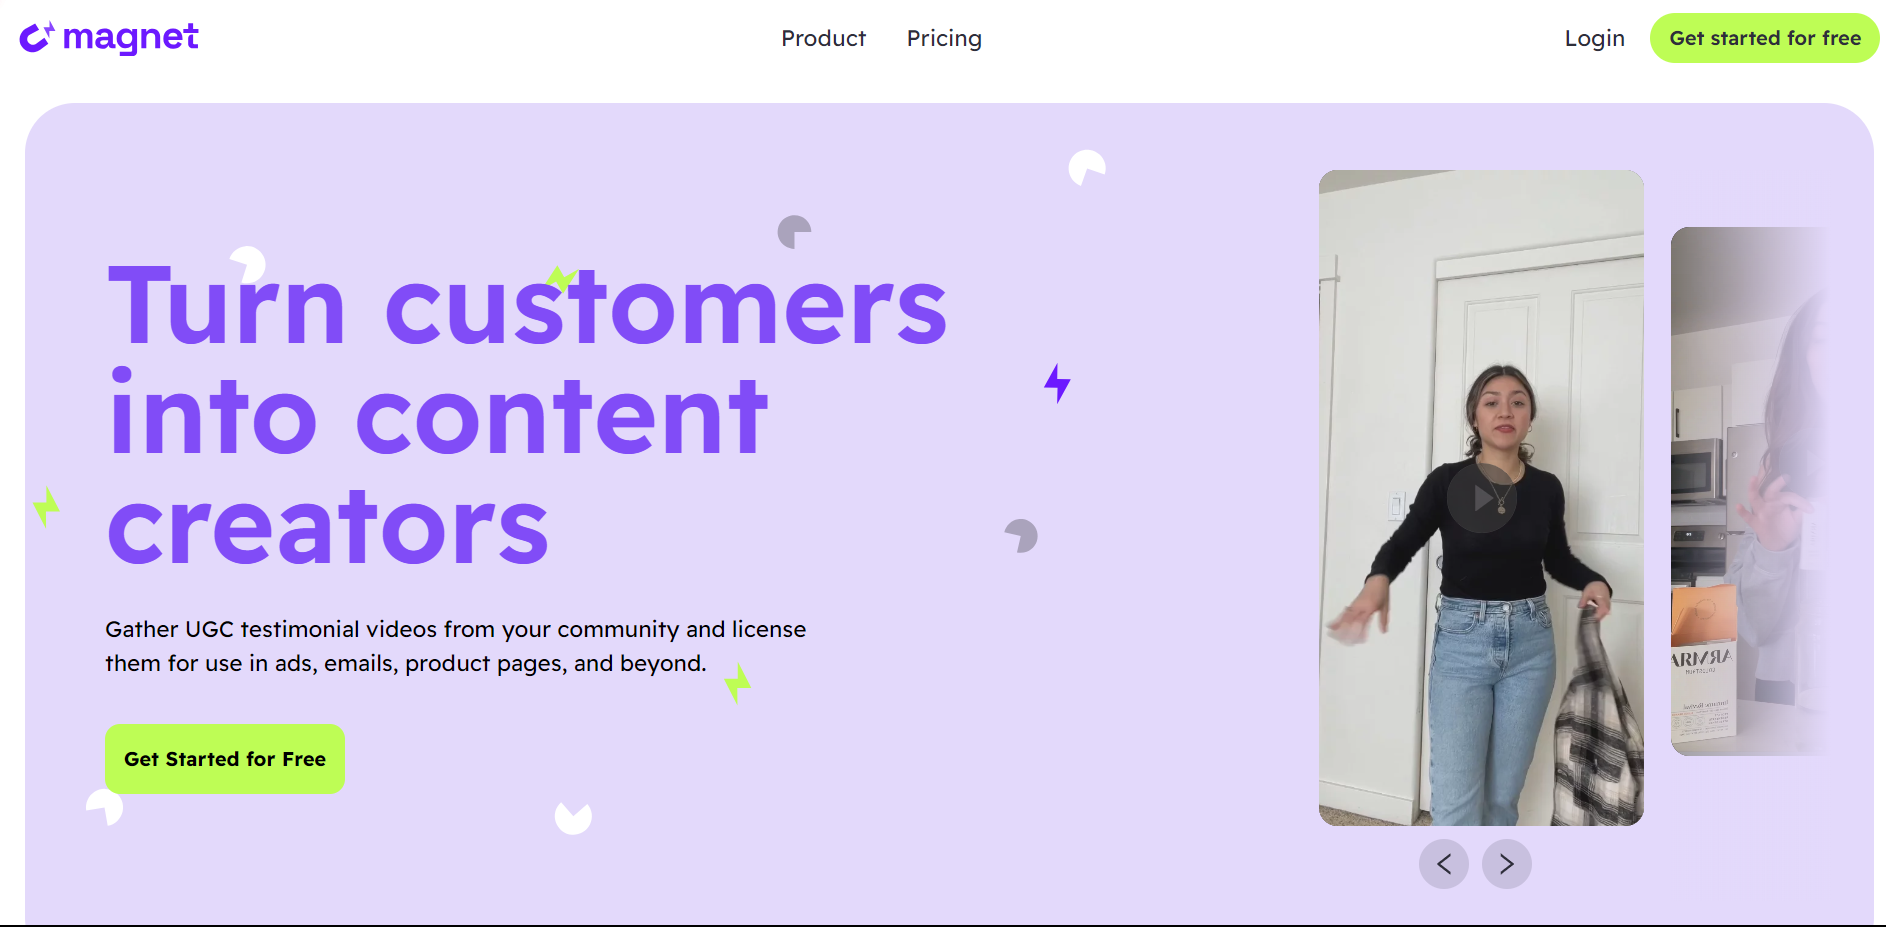 magnet
Product
Pricing
Login
Get started for free
Turn customers
into content
creators
Gather UGC testimonial videos from your community and license
them for use in ads, emails, product pages, and beyond.
Get Started for Free
ARMRA